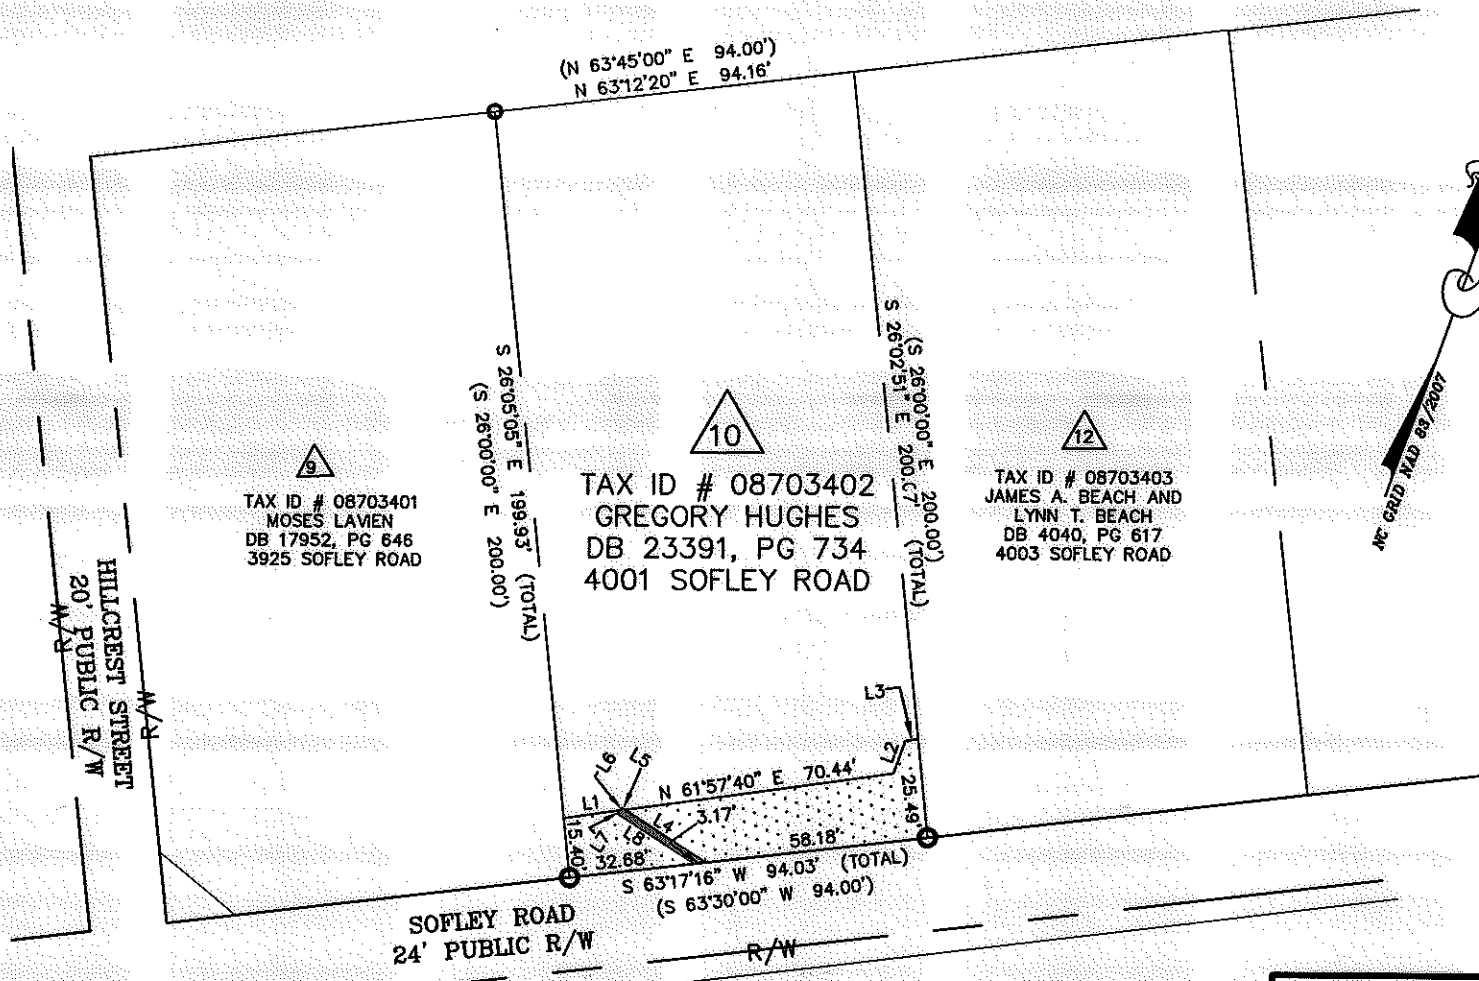 (N 63°45'00" E 94.00')
N 63°12'20" E 94.16'
S 26°05'05" E 199.93' (TOTAL)
(S 26°00'00" E 200.00')
(S 26°00'00" E 200.00')
S 26°02'51" E 200.67' (TOTAL)
9
TAX ID # 08703401
MOSES LAVIEN
DB 17952, PG 646
3925 SOFLEY ROAD
10
TAX ID # 08703402
GREGORY HUGHES
DB 23391, PG 734
4001 SOFLEY ROAD
12
TAX ID # 08703403
JAMES A. BEACH AND
LYNN T. BEACH
DB 4040, PG 617
4003 SOFLEY ROAD
NC GRID NAD 83/2007
HILLCREST STREET
20' PUBLIC R/W
R/W
R/W
L3
L2
L6
L5
L1
N 61°57'40" E 70.44'
25.49'
L7
L8
L4
3.17'
15.40'
32.68'
58.18'
S 63°17'16" W 94.03' (TOTAL)
(S 63°30'00" W 94.00')
SOFLEY ROAD
24' PUBLIC R/W
R/W